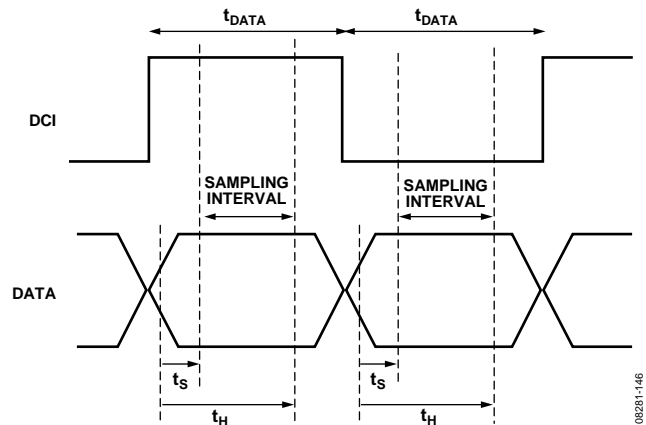 tDATA tDATA
DCI
SAMPLING
INTERVAL
SAMPLING
INTERVAL
DATA
tS tS
tH tH
08281-146